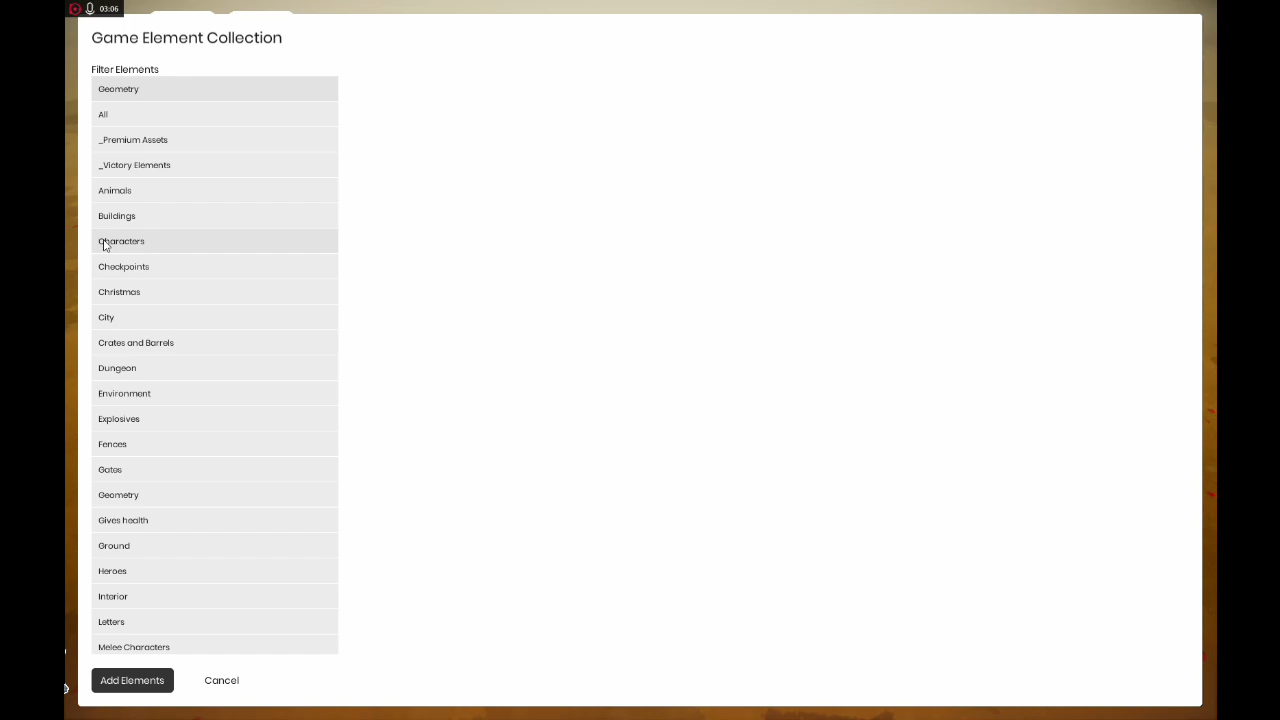 03:06
Game Element Collection
Filter Elements
Geometry
All
_Premium Assets
_Victory Elements
Animals
Buildings
Characters
Checkpoints
Christmas
City
Crates and Barrels
Dungeon
Environment
Explosives
Fences
Gates
Geometry
Gives health
Ground
Heroes
Interior
Letters
Melee Characters
Add Elements
Cancel